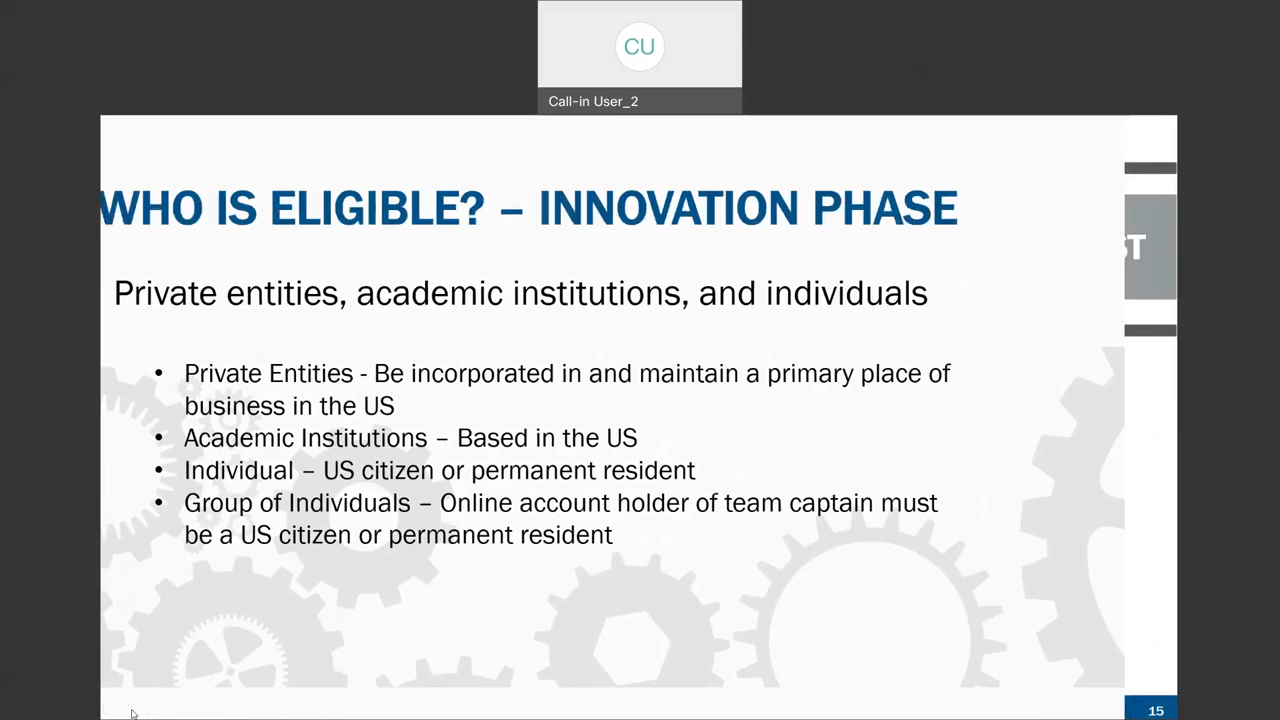 CU
Call-in User_2
WHO IS ELIGIBLE? – INNOVATION PHASE
ST
Private entities, academic institutions, and individuals
• Private Entities - Be incorporated in and maintain a primary place of
business in the US
• Academic Institutions – Based in the US
• Individual – US citizen or permanent resident
• Group of Individuals – Online account holder of team captain must
be a US citizen or permanent resident
15